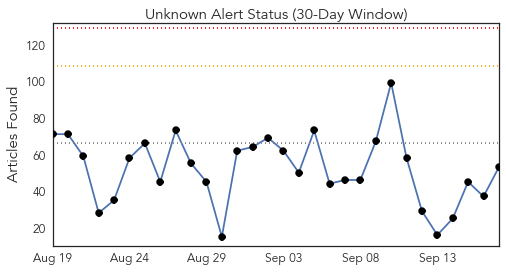 Unknown Alert Status (30-Day Window)
Articles Found
120
100
80
60
40
20
Aug 19
Aug 24
Aug 29
Sep 03
Sep 08
Sep 13